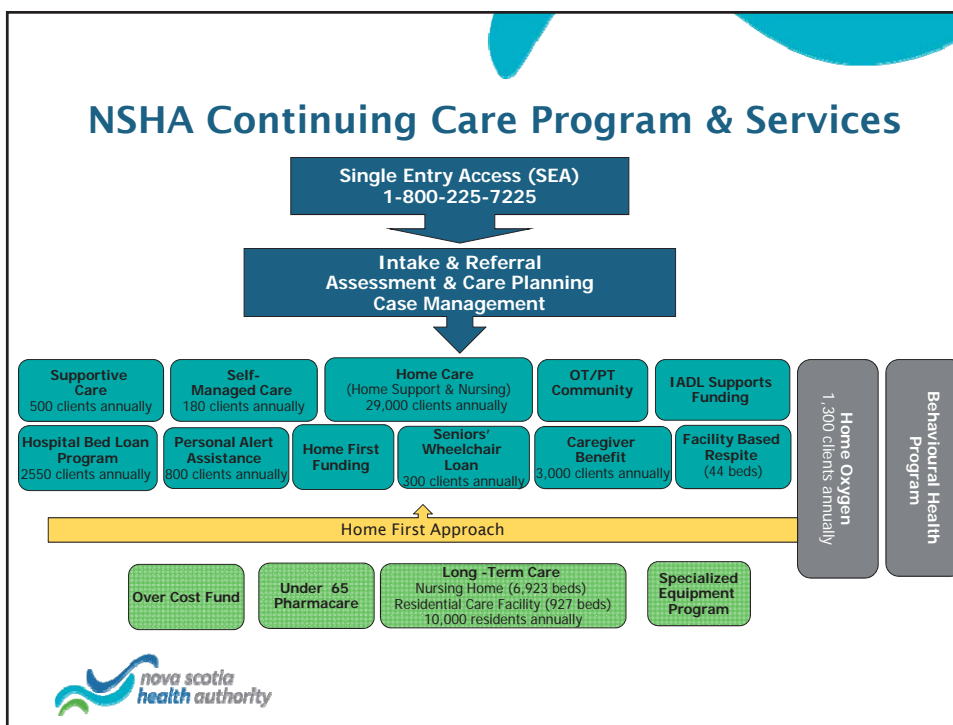 NSHA Continuing Care Program & Services
Single Entry Access (SEA)
1-800-225-7225
Intake & Referral
Assessment & Care Planning
Case Management
Supportive
Care
500 clients annually
Self-
Managed Care
180 clients annually
Home Care
(Home Support & Nursing)
29,000 clients annually
OT/PT
Community
IADL Supports
Funding
Hospital Bed Loan
Program
2550 clients annually
Personal Alert
Assistance
800 clients annually
Home First
Funding
Seniors'
Wheelchair
Loan
300 clients annually
Caregiver
Benefit
3,000 clients annually
Facility Based
Respite
(44 beds)
Home Oxygen
1,300 clients annually
Behavioural Health
Program
Home First Approach
Over Cost Fund
Under 65
Pharmacare
Long -Term Care
Nursing Home (6,923 beds)
Residential Care Facility (927 beds)
10,000 residents annually
Specialized
Equipment
Program
nova scotia
health authority